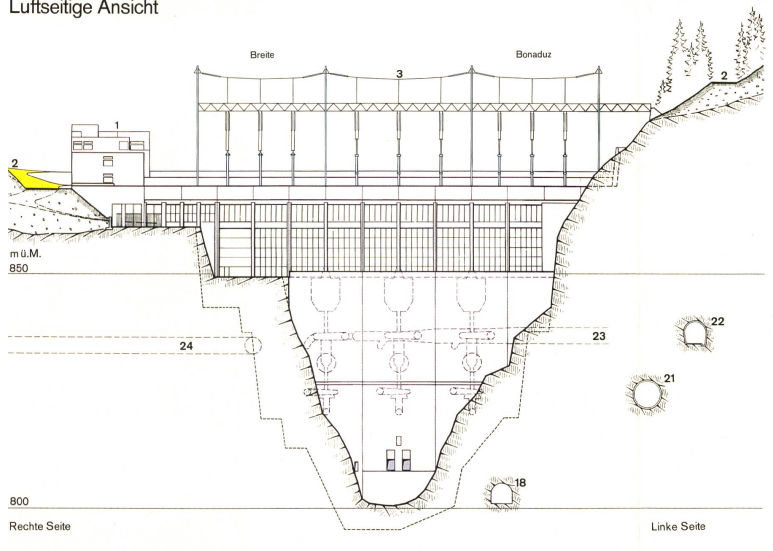 Luftseitige Ansicht
Breite
3
Bonaduz
2
1
2
m ü.M.
850
24
23
22
21
18
800
Rechte Seite
Linke Seite